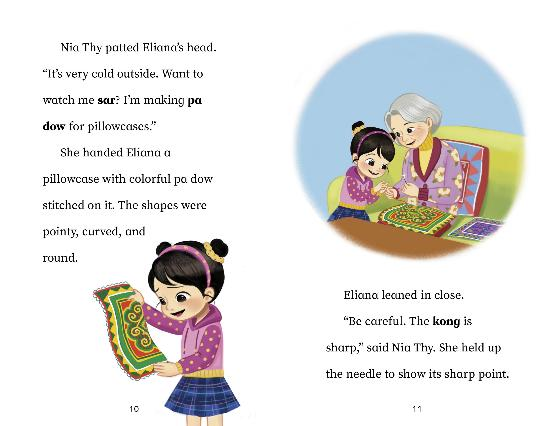 Nia Thy patted Eliana's head.
“It's very cold outside. Want to
watch me sar? I'm making pa
dow for pillowcases.”
She handed Eliana a
pillowcase with colorful pa dow
stitched on it. The shapes were
pointy, curved, and
round.
10
Eliana leaned in close.
“Be careful. The kong is
sharp,” said Nia Thy. She held up
the needle to show its sharp point.
11